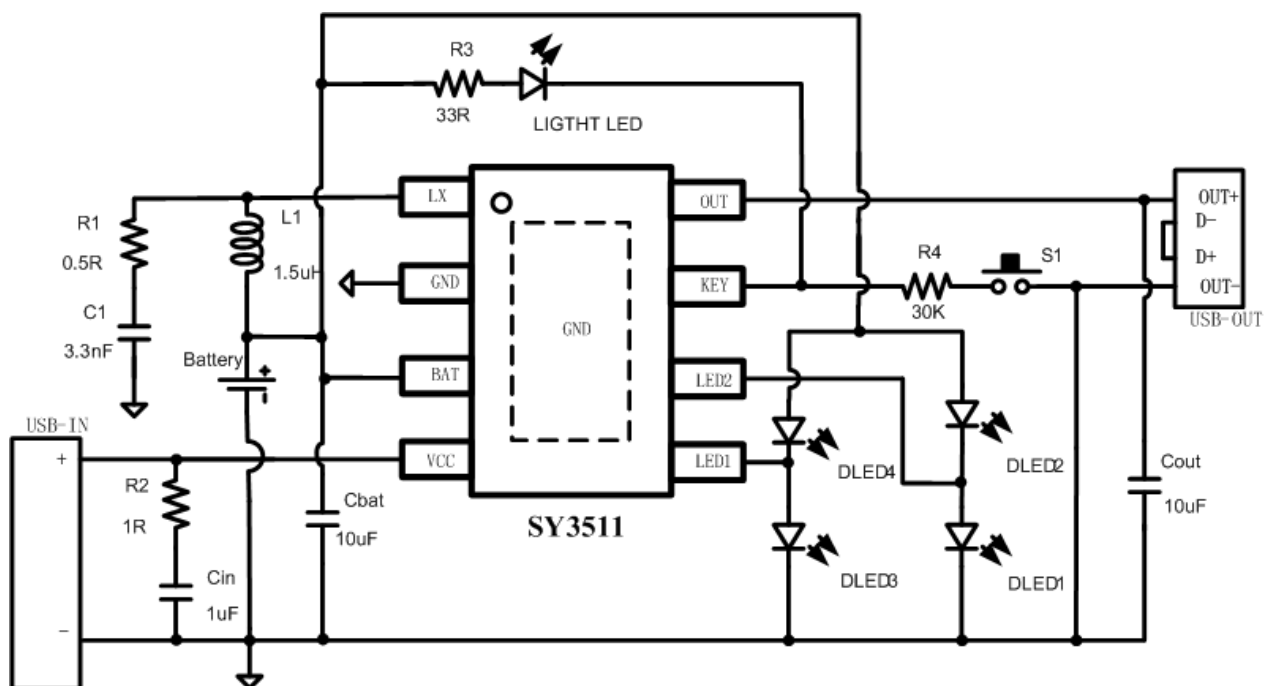 R3
33R
LIGTHT LED
LX
OUT
OUT+
D-
D+
OUT-
USB-OUT
R1
0.5R
L1
1.5uH
GND
GND
KEY
R4
30K
S1
C1
3.3nF
Battery
+
-
BAT
LED2
USB-IN
+
-
VCC
LED1
DLED4
DLED2
R2
1R
Cbat
10uF
SY3511
Cout
10uF
Cin
1uF
DLED3
DLED1